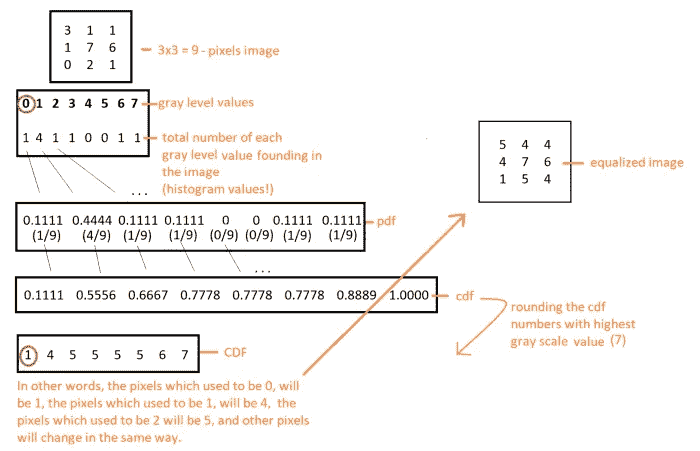 3 1 1
1 7 6
0 2 1
3x3 = 9 - pixels image
0 1 2 3 4 5 6 7
gray level values
1 4 1 1 0 0 1 1
total number of each
gray level value founding in
the image
(histogram values!)
...
5 4 4
4 7 6
1 5 4
equalized image
0.1111 0.4444 0.1111 0.1111 0 0 0.1111 0.1111
(1/9) (4/9) (1/9) (1/9) (0/9) (0/9) (1/9) (1/9)
pdf
...
0.1111 0.5556 0.6667 0.7778 0.7778 0.7778 0.8889 1.0000
cdf
rounding the cdf
numbers with highest
gray scale value (7)
1 4 5 5 5 5 6 7
CDF
In other words, the pixels which used to be 0, will
be 1, the pixels which used to be 1, will be 4, the
pixels which used to be 2 will be 5, and other pixels
will change in the same way.